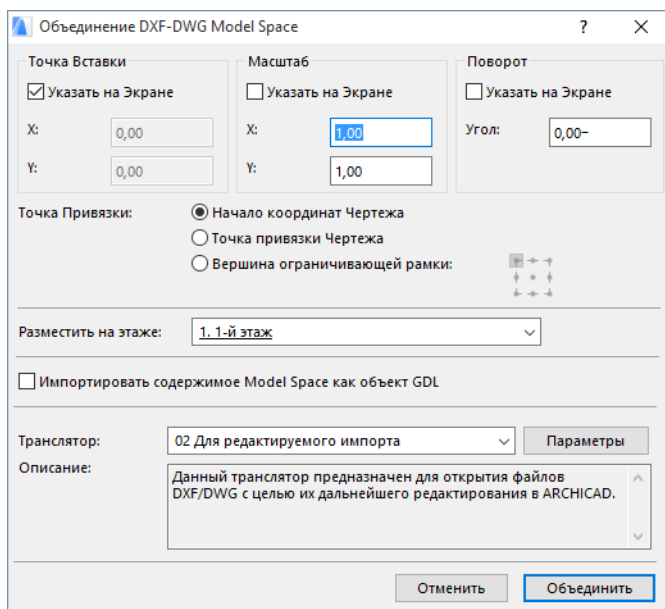 Объединение DXF-DWG Model Space
?
Точка Вставки
Указать на Экране
X: 0,00
Y: 0,00
Масштаб
Указать на Экране
X: 1,00
Y: 1,00
Поворот
Указать на Экране
Угол: 0,00-
Точка Привязки:
Начало координат Чертежа
Точка привязки Чертежа
Вершина ограничивающей рамки:
Разместить на этаже: 1. 1-й этаж
Импортировать содержимое Model Space как объект GDL
Транслятор: 02 Для редактируемого импорта Параметры
Описание:
Данный транслятор предназначен для открытия файлов
DXF/DWG с целью их дальнейшего редактирования в ARCHICAD.
Отменить Объединить